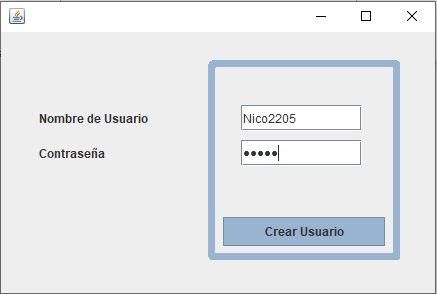 Nombre de Usuario Nico2205
Contraseña •••••
Crear Usuario